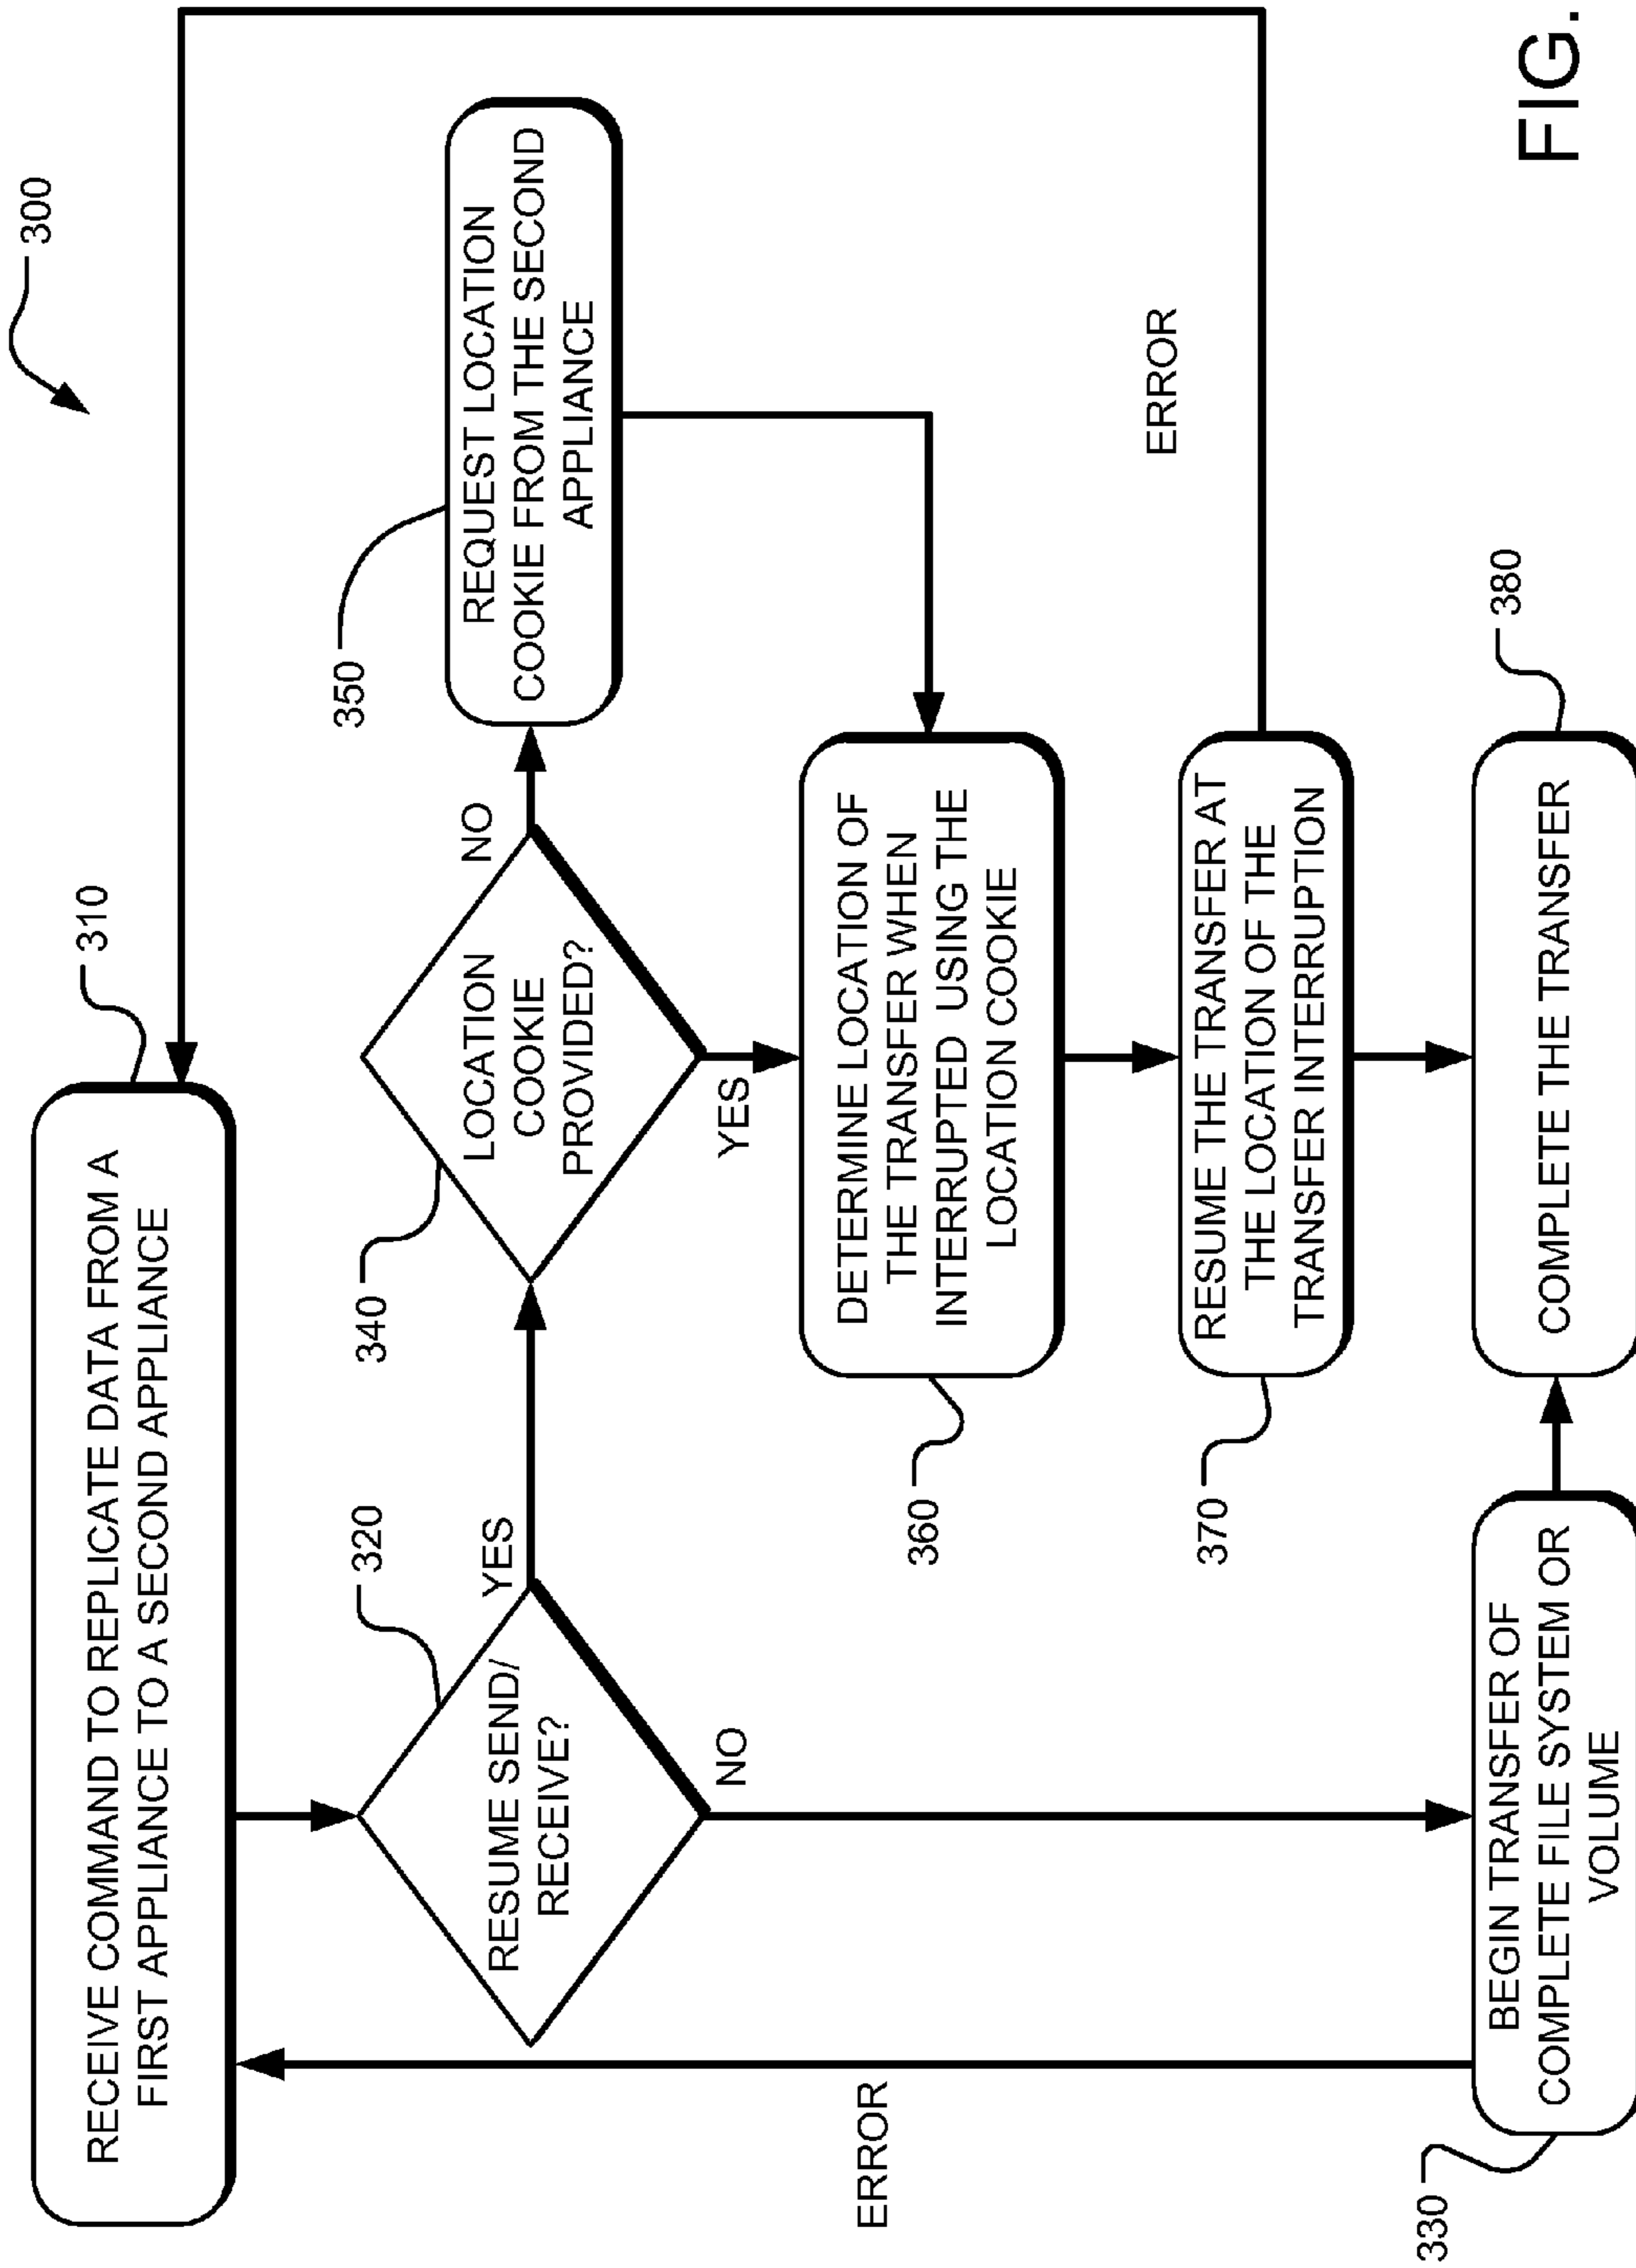 300
310
RECEIVE COMMAND TO REPLICATE DATA FROM A
FIRST APPLIANCE TO A SECOND APPLIANCE
320
RESUME SEND/
RECEIVE?
YES
NO
340
LOCATION
COOKIE
PROVIDED?
NO
YES
350
REQUEST LOCATION
COOKIE FROM THE SECOND
APPLIANCE
360
DETERMINE LOCATION OF
THE TRANSFER WHEN
INTERRUPTED USING THE
LOCATION COOKIE
ERROR
ERROR
370
RESUME THE TRANSFER AT
THE LOCATION OF THE
TRANSFER INTERRUPTION
330
BEGIN TRANSFER OF
COMPLETE FILE SYSTEM OR
VOLUME
380
COMPLETE THE TRANSFER
FIG.